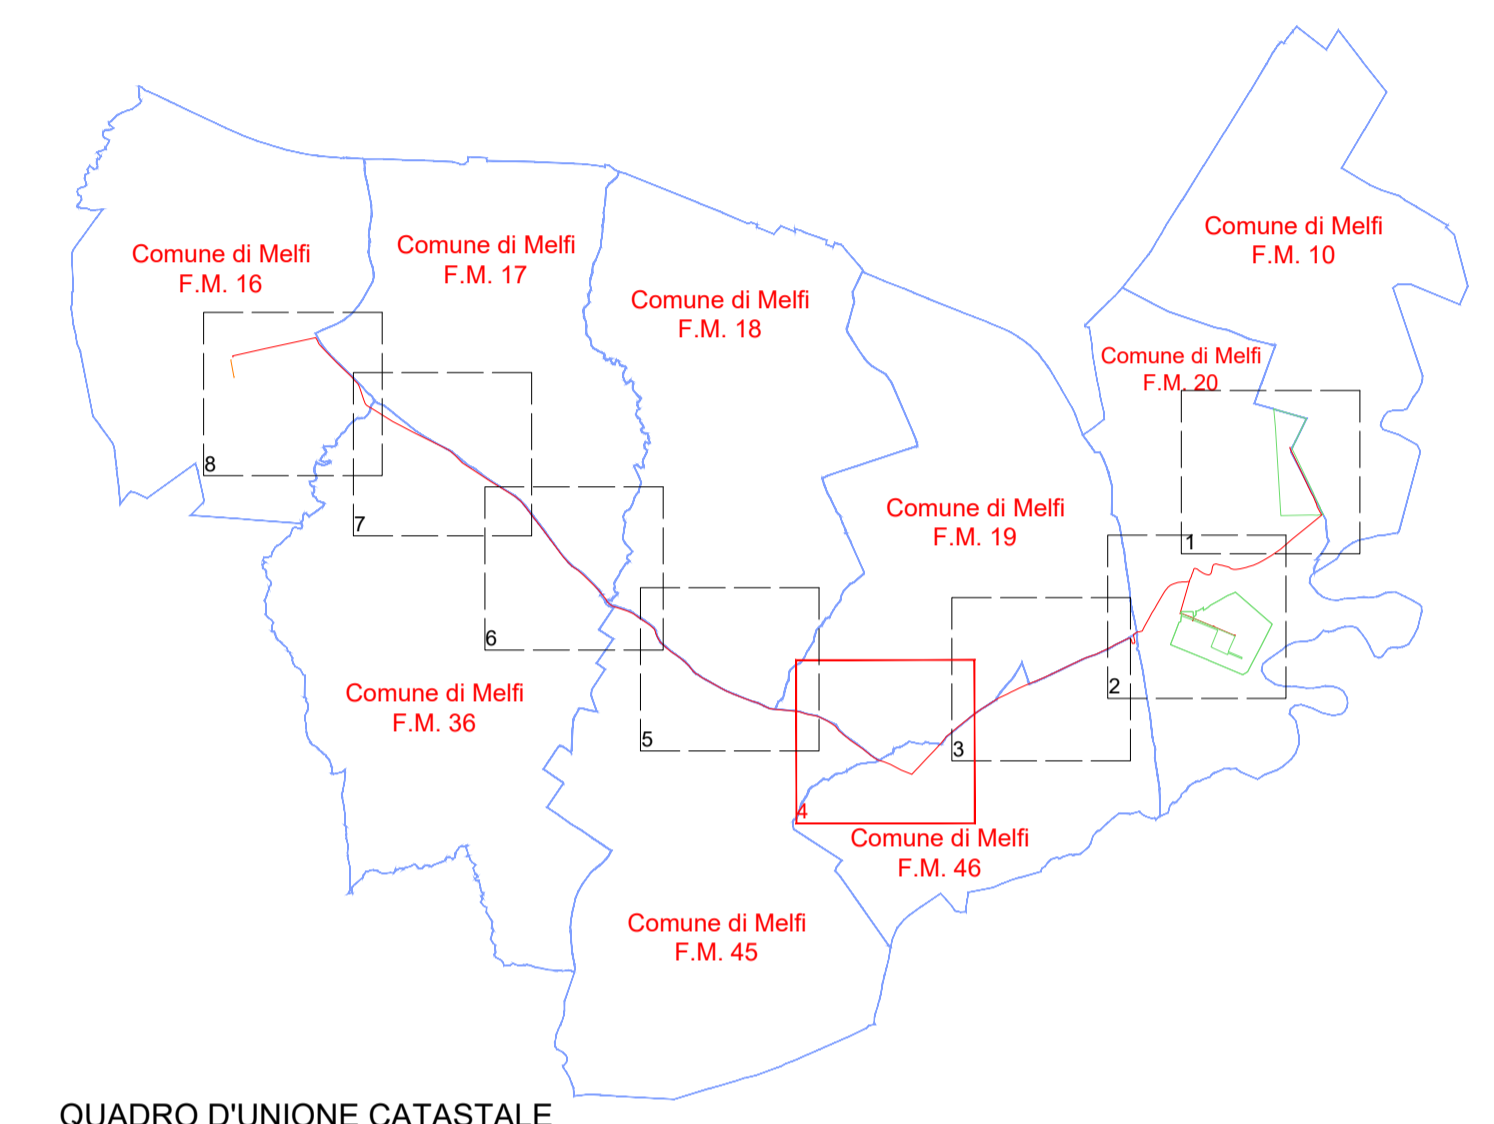 Comune di Melfi
F.M. 10
Comune di Melfi
F.M. 16
Comune di Melfi
F.M. 17
Comune di Melfi
F.M. 18
Comune di Melfi
F.M. 20
8
Comune di Melfi
F.M. 19
7
1
6
Comune di Melfi
F.M. 36
2
5
3
4
Comune di Melfi
F.M. 46
Comune di Melfi
F.M. 45
QUADRO D'UNIONE CATASTALE